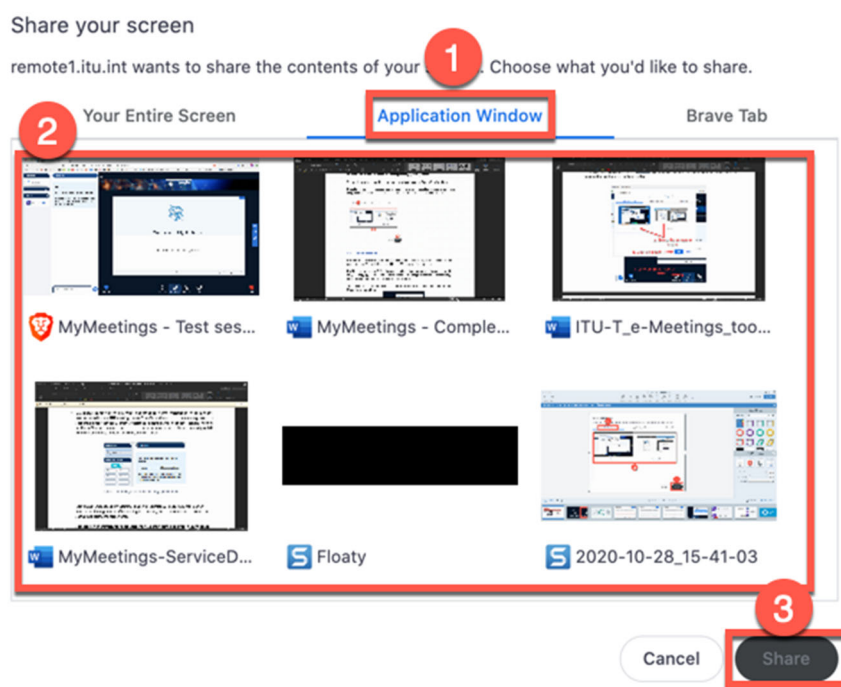 Share your screen
remote1.itu.int wants to share the contents of your
1
. Choose what you'd like to share.
Your Entire Screen
Application Window
Brave Tab
2
MyMeetings - Test ses...
MyMeetings - Comple...
ITU-T_e-Meetings_too...
MyMeetings-ServiceD...
Floaty
2020-10-28_15-41-03
3
Cancel
Share